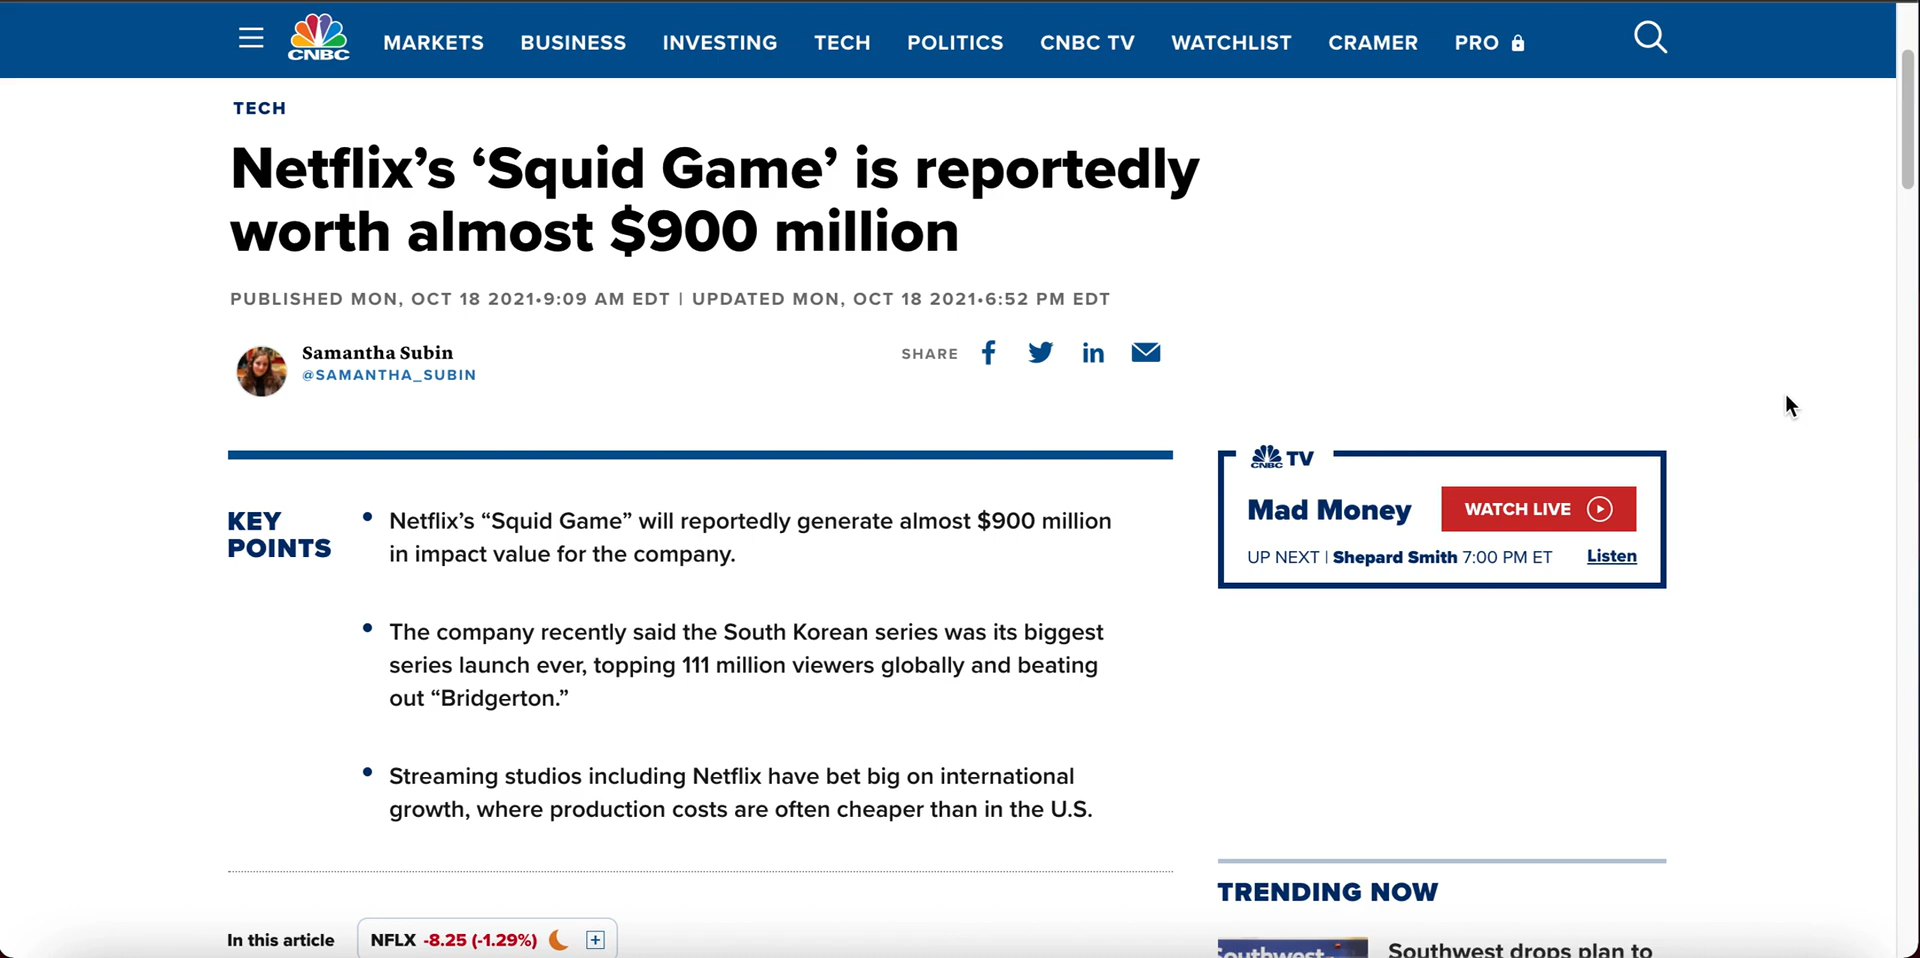 CNBC
MARKETS BUSINESS INVESTING TECH POLITICS CNBC TV WATCHLIST CRAMER PRO
TECH
Netflix’s ‘Squid Game’ is reportedly
worth almost $900 million
PUBLISHED MON, OCT 18 2021•9:09 AM EDT | UPDATED MON, OCT 18 2021•6:52 PM EDT
Samantha Subin
@SAMANTHA_SUBIN
SHARE
KEY
POINTS
Netflix’s “Squid Game” will reportedly generate almost $900 million
in impact value for the company.
The company recently said the South Korean series was its biggest
series launch ever, topping 111 million viewers globally and beating
out “Bridgerton.”
Streaming studios including Netflix have bet big on international
growth, where production costs are often cheaper than in the U.S.
In this article NFLX -8.25 (-1.29%)
CNBC TV
Mad Money WATCH LIVE
UP NEXT | Shepard Smith 7:00 PM ET Listen
TRENDING NOW
Southwest
Southwest drops plan to